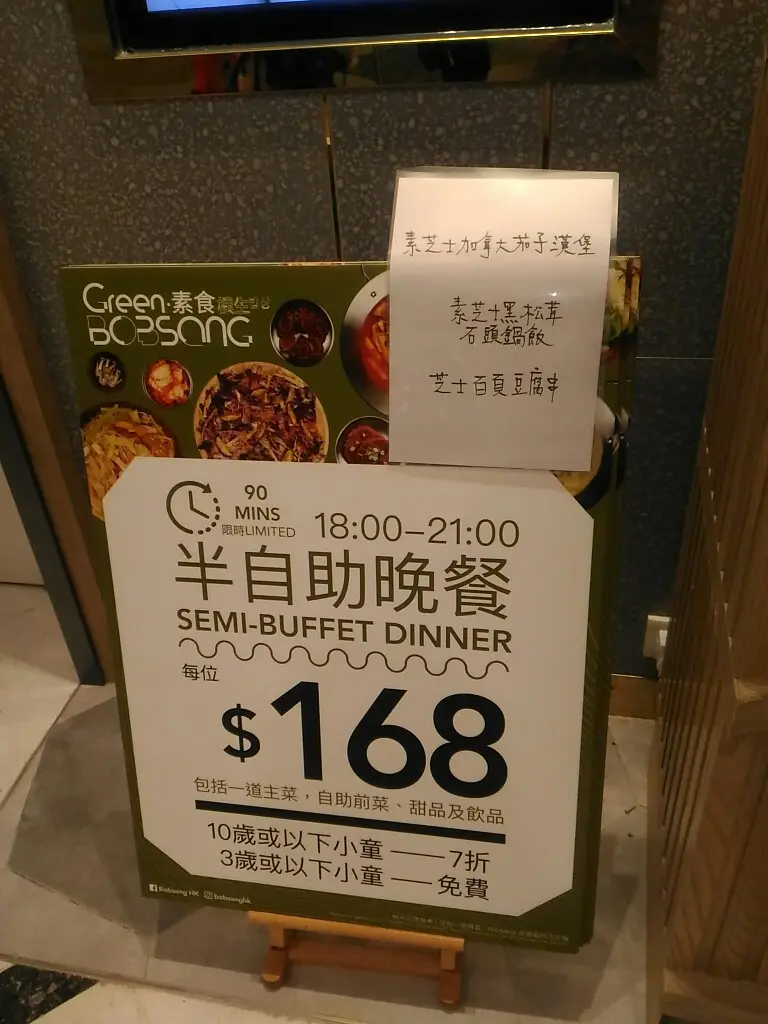 素芝士加拿大茄子漢堡
素芝士黑松茸
石頭鍋飯
芝士百頁豆腐串
Green·素食
BOBSANG
90
MINS
限時LIMITED
18:00–21:00
半自助晚餐
SEMI-BUFFET DINNER
每位
$168
包括一道主菜，自助前菜、甜品及飲品
10歲或以下小童 —— 7折
3歲或以下小童 —— 免費
Bobsang HK
bobsanghk